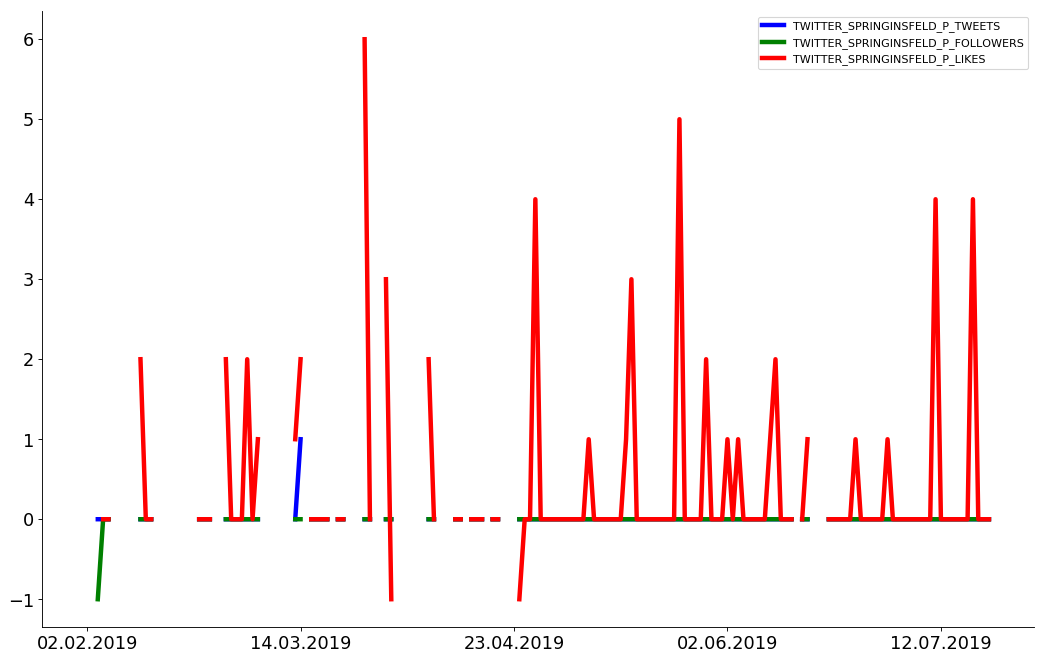 TWITTER_SPRINGINSFELD_P_TWEETS
TWITTER_SPRINGINSFELD_P_FOLLOWERS
TWITTER_SPRINGINSFELD_P_LIKES
6
5
4
3
2
1
0
−1
02.02.2019 14.03.2019 23.04.2019 02.06.2019 12.07.2019